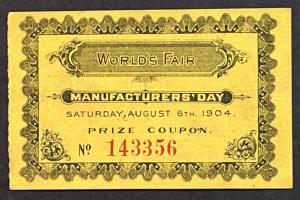 WORLD'S FAIR
MANUFACTURERS' DAY
SATURDAY, AUGUST 6TH, 1904.
PRIZE COUPON.
No 143356